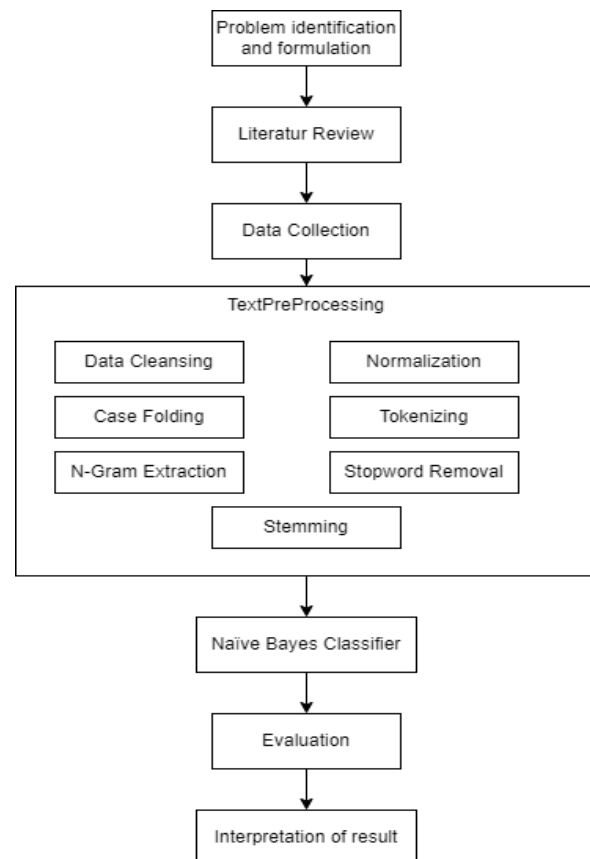 Problem identification
and formulation
Literatur Review
Data Collection
TextPreProcessing
Data Cleansing
Normalization
Case Folding
Tokenizing
N-Gram Extraction
Stopword Removal
Stemming
Naïve Bayes Classifier
Evaluation
Interpretation of result